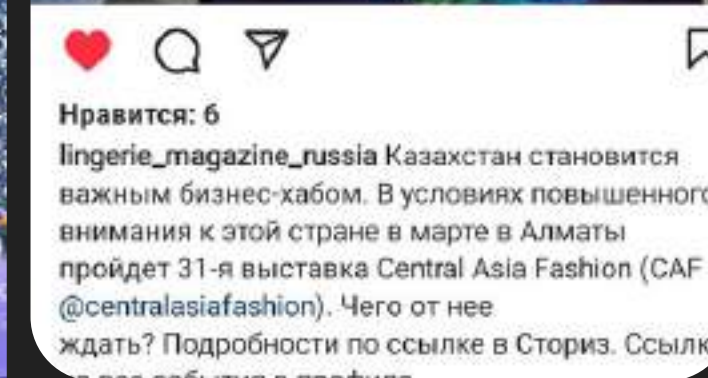 Нравится: 6
lingerie_magazine_russia Казахстан становится
важным бизнес-хабом. В условиях повышенного
внимания к этой стране в марте в Алматы
пройдет 31-я выставка Central Asia Fashion (CAF
@centralasiafashion). Чего от нее
ждать? Подробности по ссылке в Сториз. Ссылк